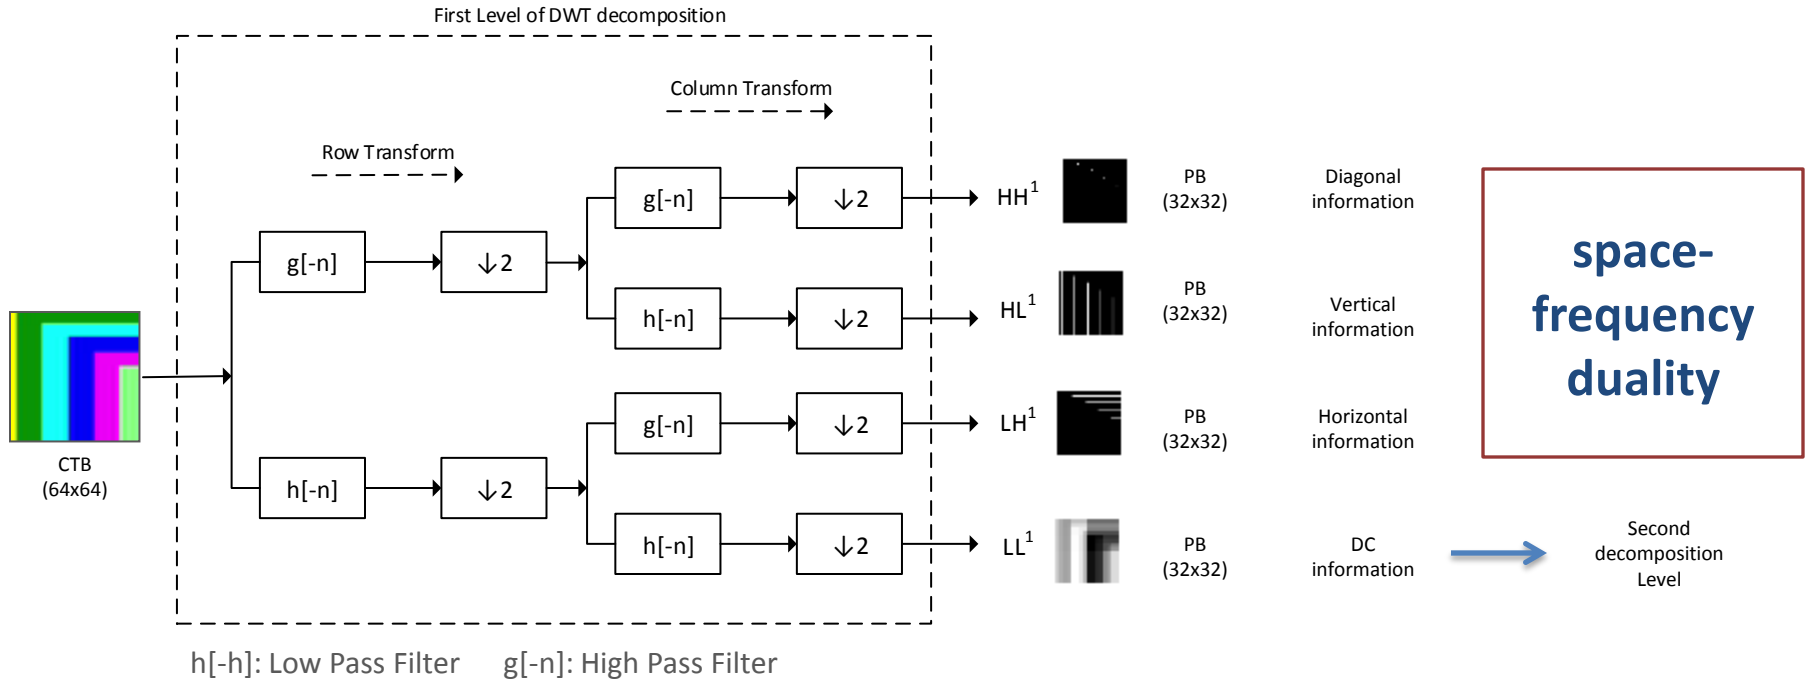 First Level of DWT decomposition
Column Transform
Row Transform
g[-n]
↓2
g[-n]
↓2
HH¹
PB
(32x32)
Diagonal
information
h[-n]
↓2
HL¹
PB
(32x32)
Vertical
information
CTB
(64x64)
h[-n]
↓2
g[-n]
↓2
LH¹
PB
(32x32)
Horizontal
information
h[-n]
↓2
LL¹
PB
(32x32)
DC
information
Second
decomposition
Level
space-
frequency
duality
h[-h]: Low Pass Filter
g[-n]: High Pass Filter